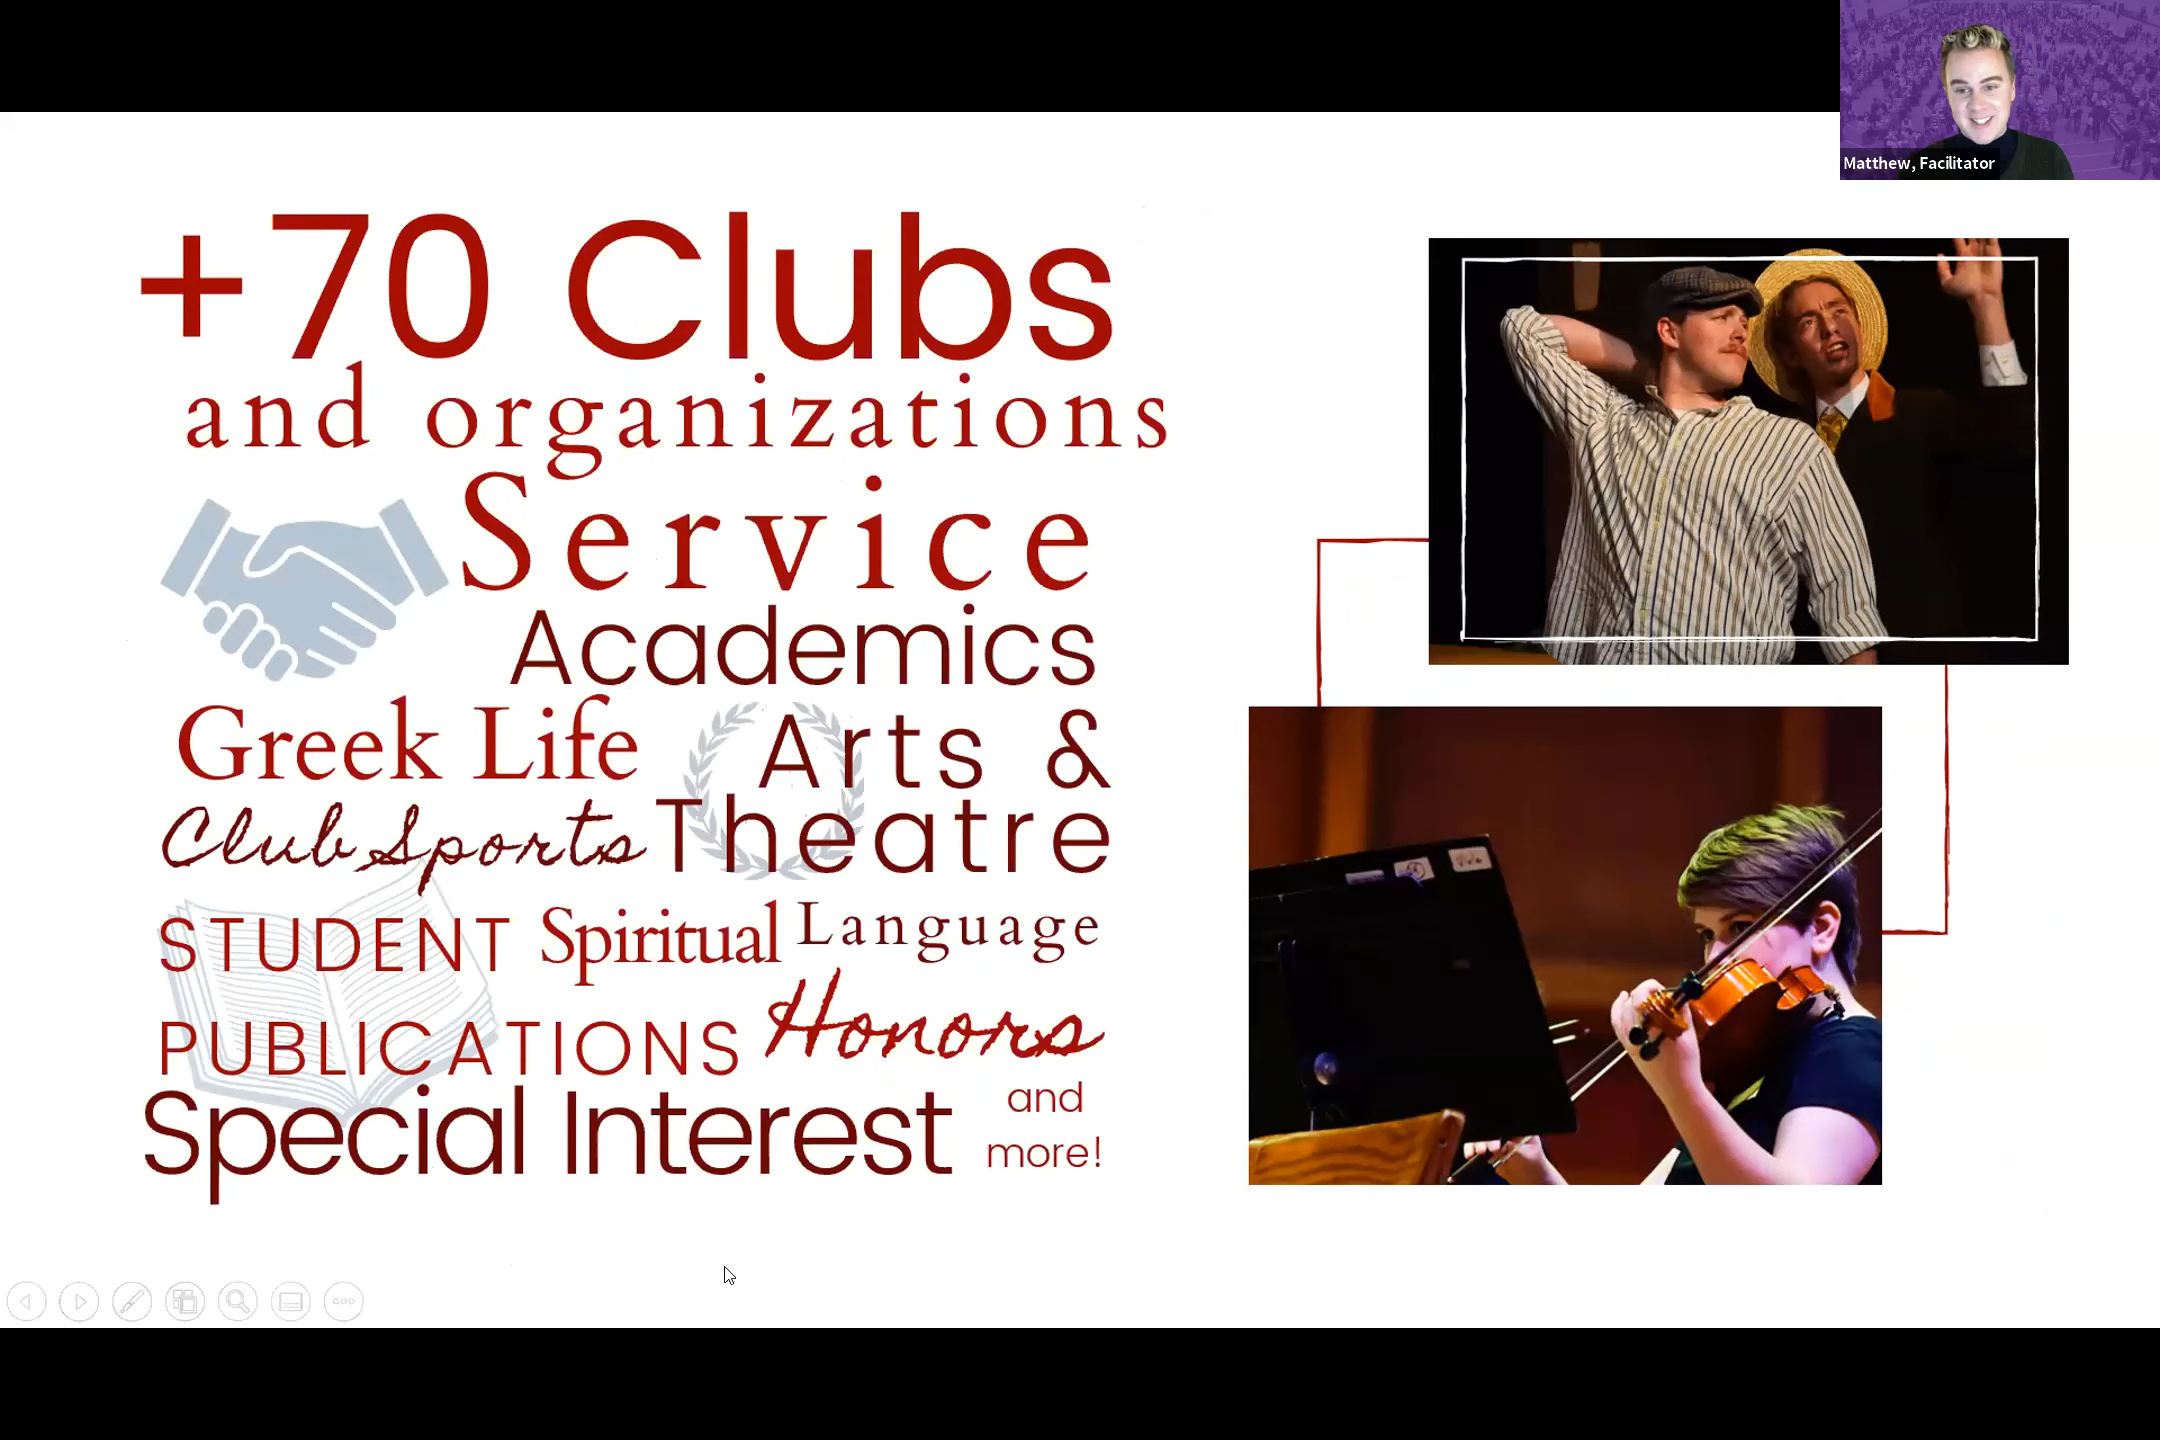 Matthew, Facilitator
+70 Clubs
and organizations
Service
Academics
Greek Life
Arts &
Club Sports
Theatre
STUDENT
Spiritual
Language
PUBLICATIONS
Honors
Special Interest
and
more!